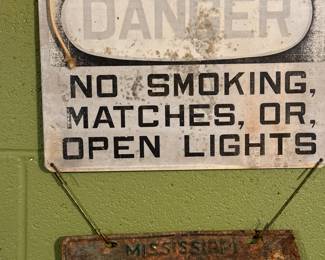 DANGER
NO SMOKING,
MATCHES, OR,
OPEN LIGHTS
MISSISSIPPI